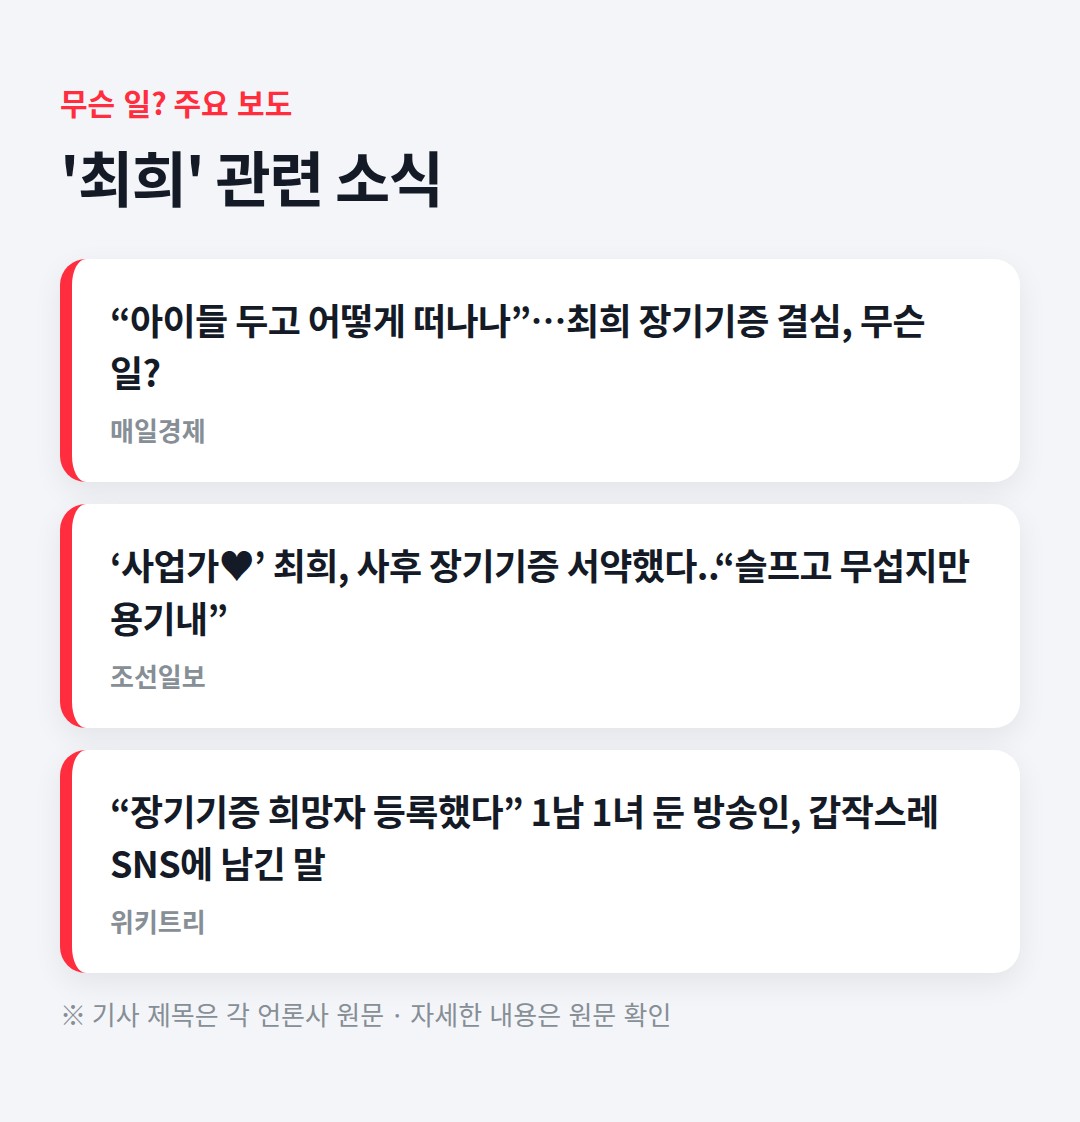 무슨 일? 주요 보도
'최희' 관련 소식
“아이들 두고 어떻게 떠나나”…최희 장기기증 결심, 무슨
일?
매일경제
‘사업가♥’ 최희, 사후 장기기증 서약했다..“슬프고 무섭지만
용기내”
조선일보
“장기기증 희망자 등록했다” 1남 1녀 둔 방송인, 갑작스레
SNS에 남긴 말
위키트리
※ 기사 제목은 각 언론사 원문 · 자세한 내용은 원문 확인